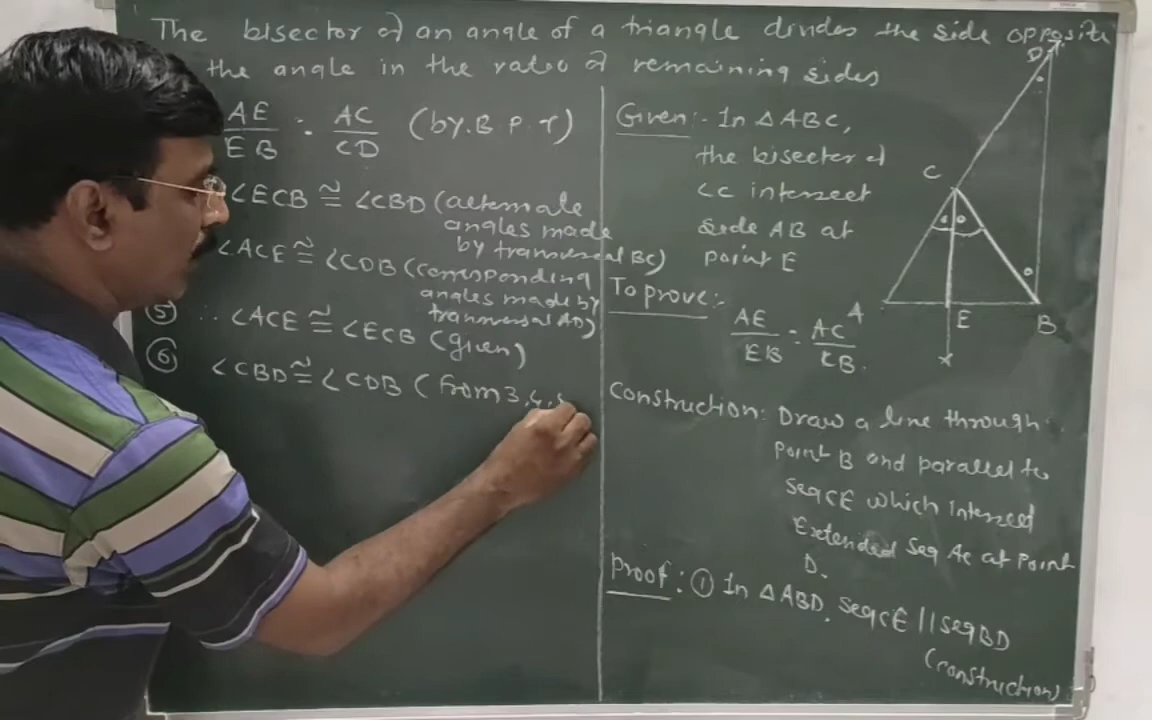 The bisector of an angle of a triangle divides the side opposite
the angle in the ratio of remaining sides
AE/EB = AC/CD (by. B P T)
∠ECB ≅ ∠CBD (alternate
angles made
by transversal BC)
∠ACE ≅ ∠CDB (corresponding
angles made by
transversal AD)
⑤ ∴ ∠ACE ≅ ∠ECB (given)
⑥ ∠CBD ≅ ∠CDB (from 3,4,5
Given:- In △ABC,
the bisector of
∠C intersect
side AB at
point E
To prove:-
AE/EB = AC/CB.
Construction: Draw a line through
Point B and parallel to
seg CE which intersect
Extended Seg AC at Point
D.
Proof: ① In △ABD, seg CE || seg BD
(construction)
D
C
A
E
B